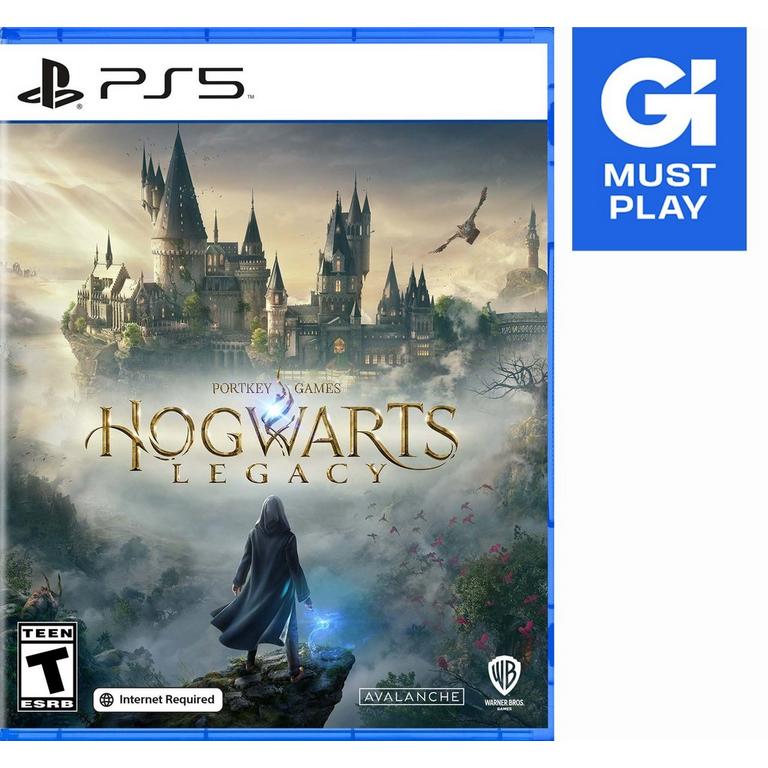 PS5
GI
MUST
PLAY
PORTKEY GAMES
HOGWARTS
LEGACY
TEEN
T
ESRB
Internet Required
AVALANCHE
WB
WARNER BROS.
GAMES